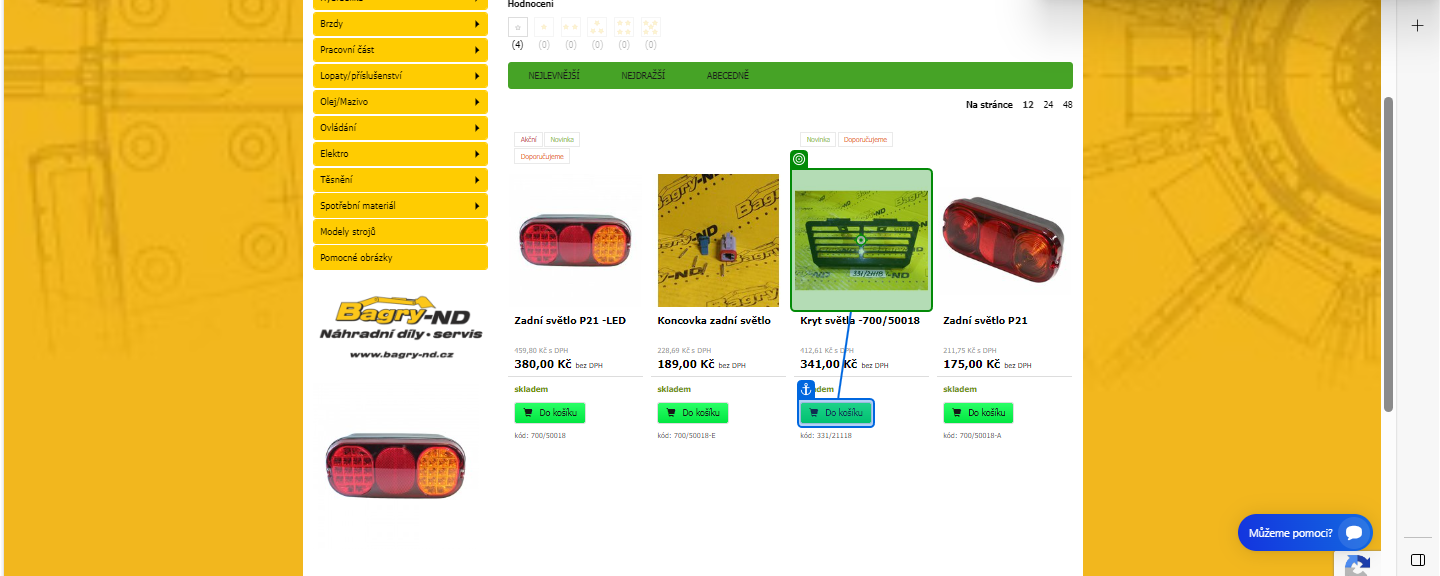 Hodnocení
Brzdy
Pracovní část
Lopaty/příslušenství
Olej/Mazivo
Ovládání
Elektro
Těsnění
Spotřební materiál
Modely strojů
Pomocné obrázky
Bagry-ND
Náhradní díly • servis
www.bagry-nd.cz
(4) (0) (0) (0) (0) (0)
NEJLEVNĚJŠÍ NEJDRAŽŠÍ ABECEDNĚ
Na stránce 12 24 48
Akční Novinka
Doporučujeme
Zadní světlo P21 -LED
459,80 Kč s DPH
380,00 Kč bez DPH
skladem
Do košíku
kód: 700/50018
Koncovka zadní světlo
228,69 Kč s DPH
189,00 Kč bez DPH
skladem
Do košíku
kód: 700/50018-E
Novinka Doporučujeme
331/21118
Kryt světla -700/50018
412,61 Kč s DPH
341,00 Kč bez DPH
Do košíku
kód: 331/21118
Zadní světlo P21
211,75 Kč s DPH
175,00 Kč bez DPH
skladem
Do košíku
kód: 700/50018-A
Můžeme pomoci?